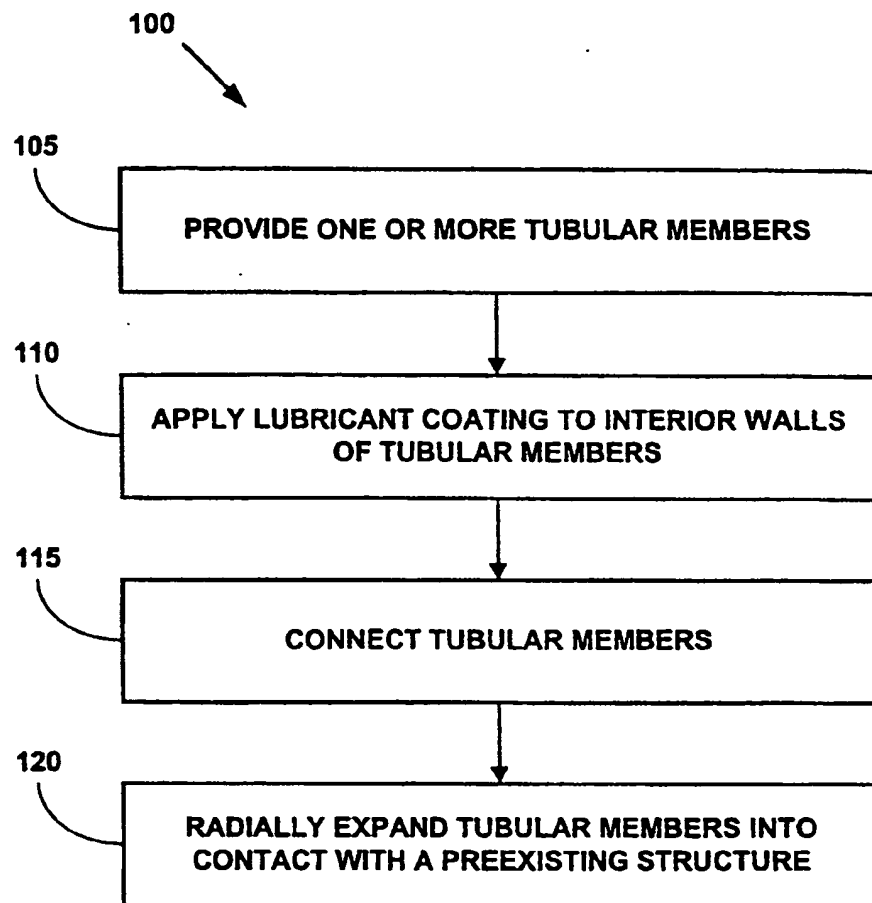 100
105
PROVIDE ONE OR MORE TUBULAR MEMBERS
110
APPLY LUBRICANT COATING TO INTERIOR WALLS
OF TUBULAR MEMBERS
115
CONNECT TUBULAR MEMBERS
120
RADIALLY EXPAND TUBULAR MEMBERS INTO
CONTACT WITH A PREEXISTING STRUCTURE